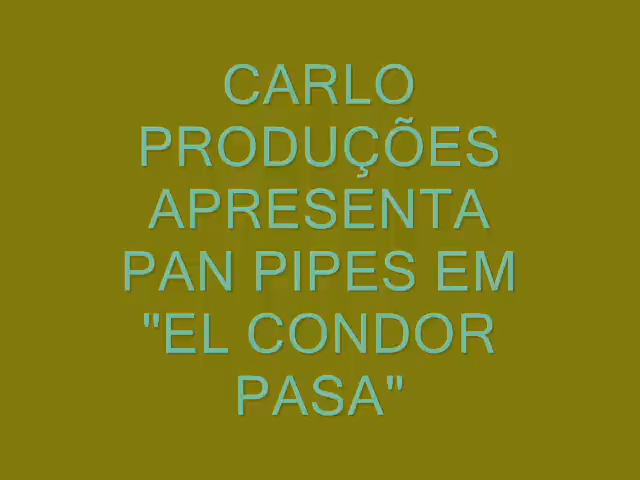 CARLO
PRODUÇÕES
APRESENTA
PAN PIPES EM
"EL CONDOR
PASA"